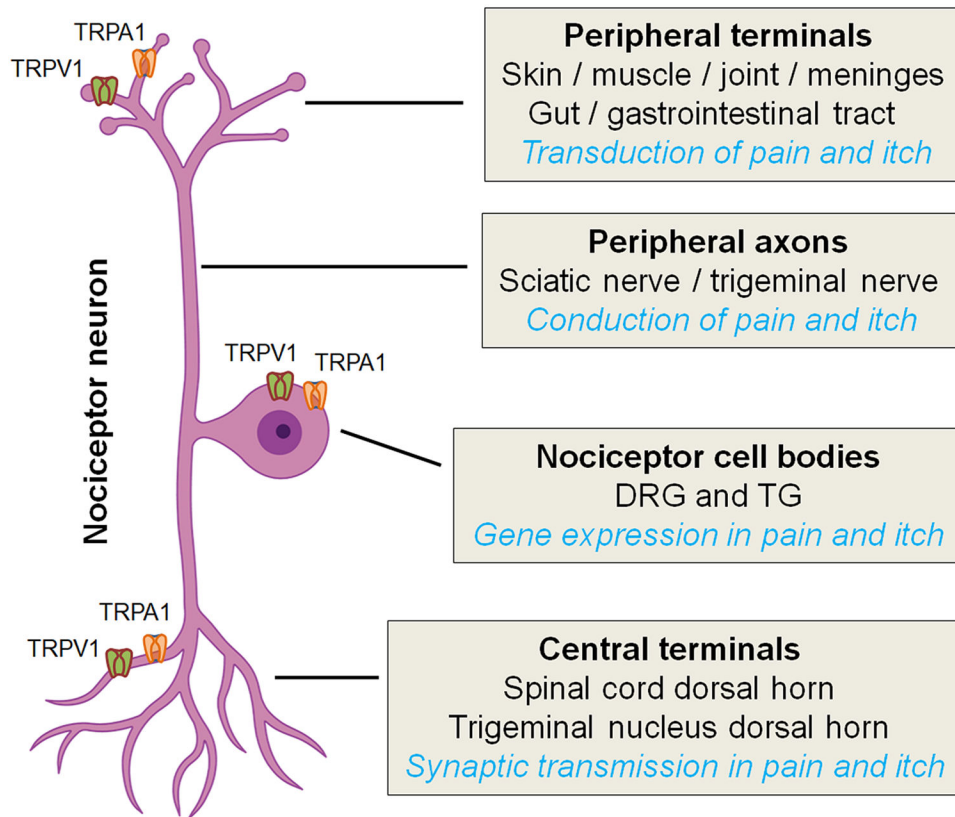 TRPA1
TRPV1
Peripheral terminals
Skin / muscle / joint / meninges
Gut / gastrointestinal tract
Transduction of pain and itch
Peripheral axons
Sciatic nerve / trigeminal nerve
Conduction of pain and itch
Nociceptor neuron
TRPV1
TRPA1
Nociceptor cell bodies
DRG and TG
Gene expression in pain and itch
TRPA1
TRPV1
Central terminals
Spinal cord dorsal horn
Trigeminal nucleus dorsal horn
Synaptic transmission in pain and itch